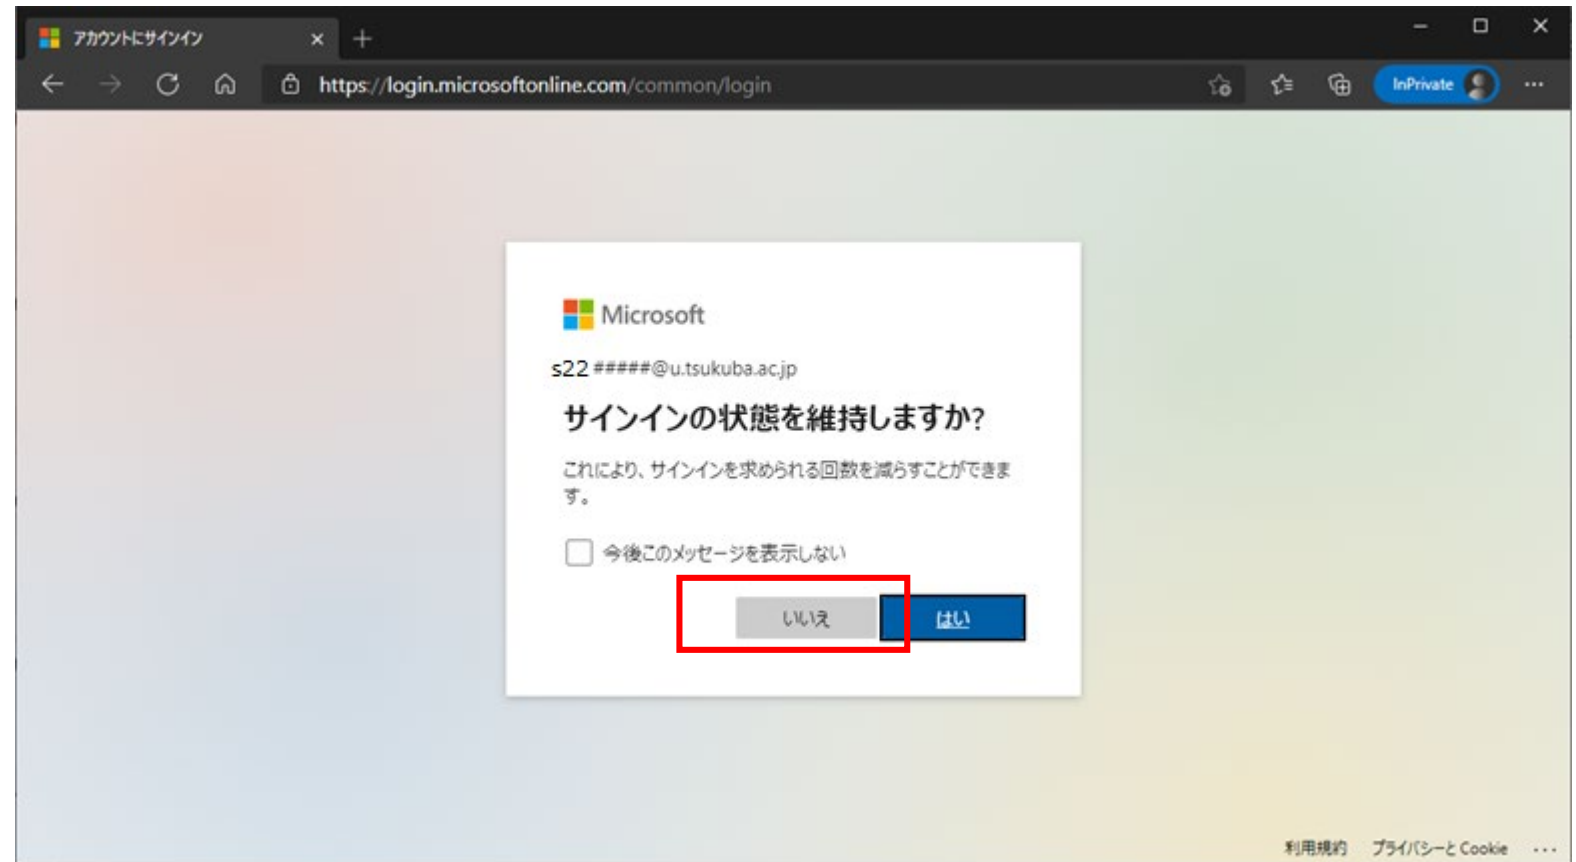 アカウントにサインイン
https://login.microsoftonline.com/common/login
InPrivate
Microsoft
s22#####@u.tsukuba.ac.jp
サインインの状態を維持しますか?
これにより、サインインを求められる回数を減らすことができま
す。
今後このメッセージを表示しない
いいえ はい
利用規約 プライバシーと Cookie ...